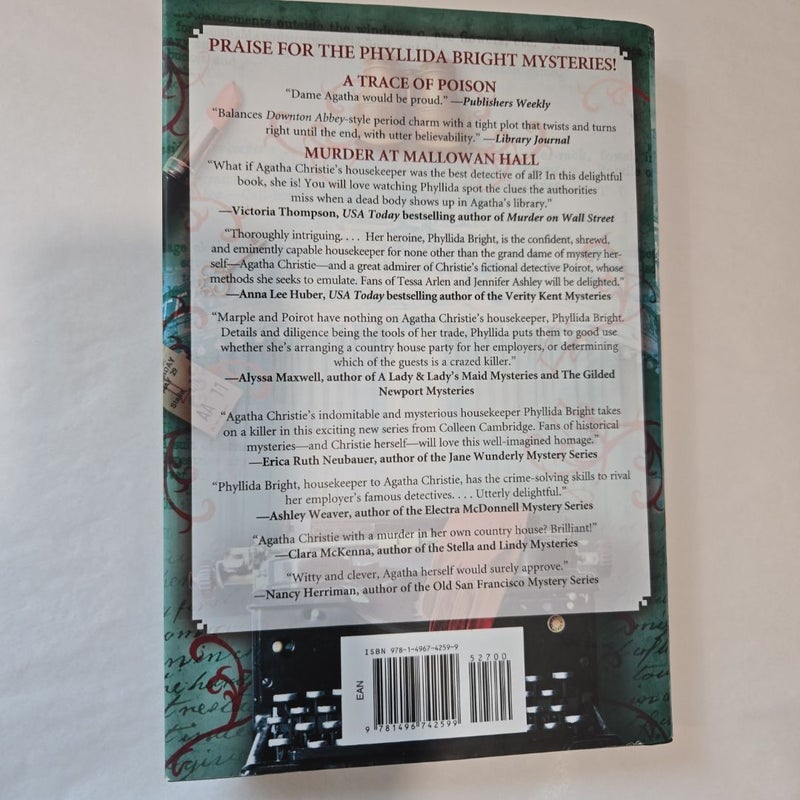 PRAISE FOR THE PHYLLIDA BRIGHT MYSTERIES!
A TRACE OF POISON
“Dame Agatha would be proud.” —Publishers Weekly
“Balances Downton Abbey-style period charm with a tight plot that twists and turns
right until the end, with utter believability.” —Library Journal
MURDER AT MALLOWAN HALL
“What if Agatha Christie’s housekeeper was the best detective of all? In this delightful
book, she is! You will love watching Phyllida spot the clues the authorities
miss when a dead body shows up in Agatha’s library.”
—Victoria Thompson, USA Today bestselling author of Murder on Wall Street
“Thoroughly intriguing. . . . Her heroine, Phyllida Bright, is the confident, shrewd,
and eminently capable housekeeper for none other than the grand dame of mystery her-
self—Agatha Christie—and a great admirer of Christie’s fictional detective Poirot, whose
methods she seeks to emulate. Fans of Tessa Arlen and Jennifer Ashley will be delighted.”
—Anna Lee Huber, USA Today bestselling author of the Verity Kent Mysteries
“Marple and Poirot have nothing on Agatha Christie’s housekeeper, Phyllida Bright.
Details and diligence being the tools of her trade, Phyllida puts them to good use
whether she’s arranging a country house party for her employers, or determining
which of the guests is a crazed killer.”
—Alyssa Maxwell, author of A Lady & Lady’s Maid Mysteries and The Gilded
Newport Mysteries
“Agatha Christie’s indomitable and mysterious housekeeper Phyllida Bright takes
on a killer in this exciting new series from Colleen Cambridge. Fans of historical
mysteries—and Christie herself—will love this well-imagined homage.”
—Erica Ruth Neubauer, author of the Jane Wunderly Mystery Series
“Phyllida Bright, housekeeper to Agatha Christie, has the crime-solving skills to rival
her employer’s famous detectives. . . . Utterly delightful.”
—Ashley Weaver, author of the Electra McDonnell Mystery Series
“Agatha Christie with a murder in her own country house? Brilliant!”
—Clara McKenna, author of the Stella and Lindy Mysteries
“Witty and clever, Agatha herself would surely approve.”
—Nancy Herriman, author of the Old San Francisco Mystery Series
AA 11
ISBN 978-1-4967-4259-9
52700
EAN
9 781496 742599